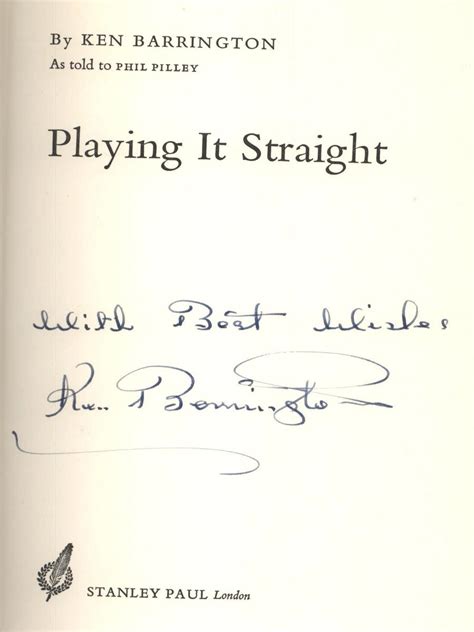 By KEN BARRINGTON
As told to PHIL PILLEY
Playing It Straight
With Best Wishes
Ken Barrington
STANLEY PAUL London